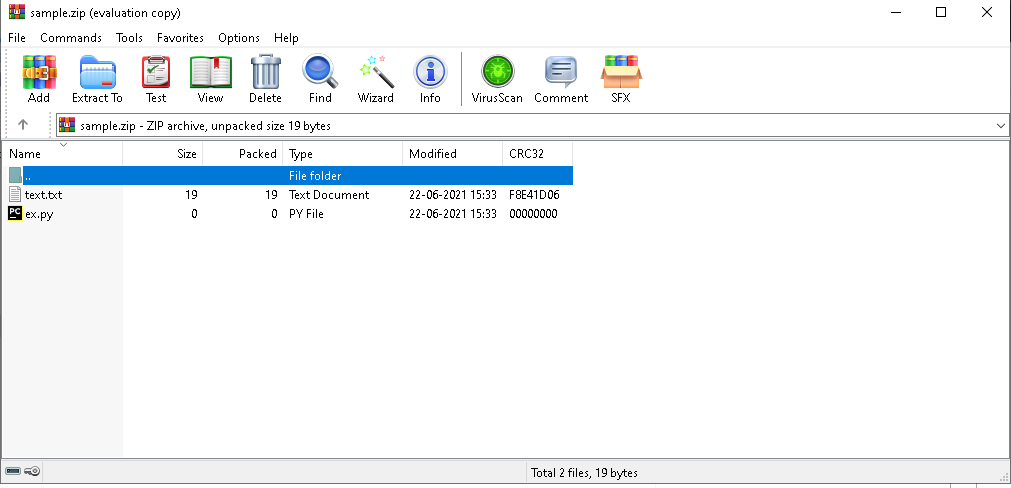 sample.zip (evaluation copy)
File Commands Tools Favorites Options Help
Add Extract To Test View Delete Find Wizard Info VirusScan Comment SFX
sample.zip - ZIP archive, unpacked size 19 bytes
Name Size Packed Type Modified CRC32
.. File folder
text.txt 19 19 Text Document 22-06-2021 15:33 F8E41D06
PC ex.py 0 0 PY File 22-06-2021 15:33 00000000
Total 2 files, 19 bytes